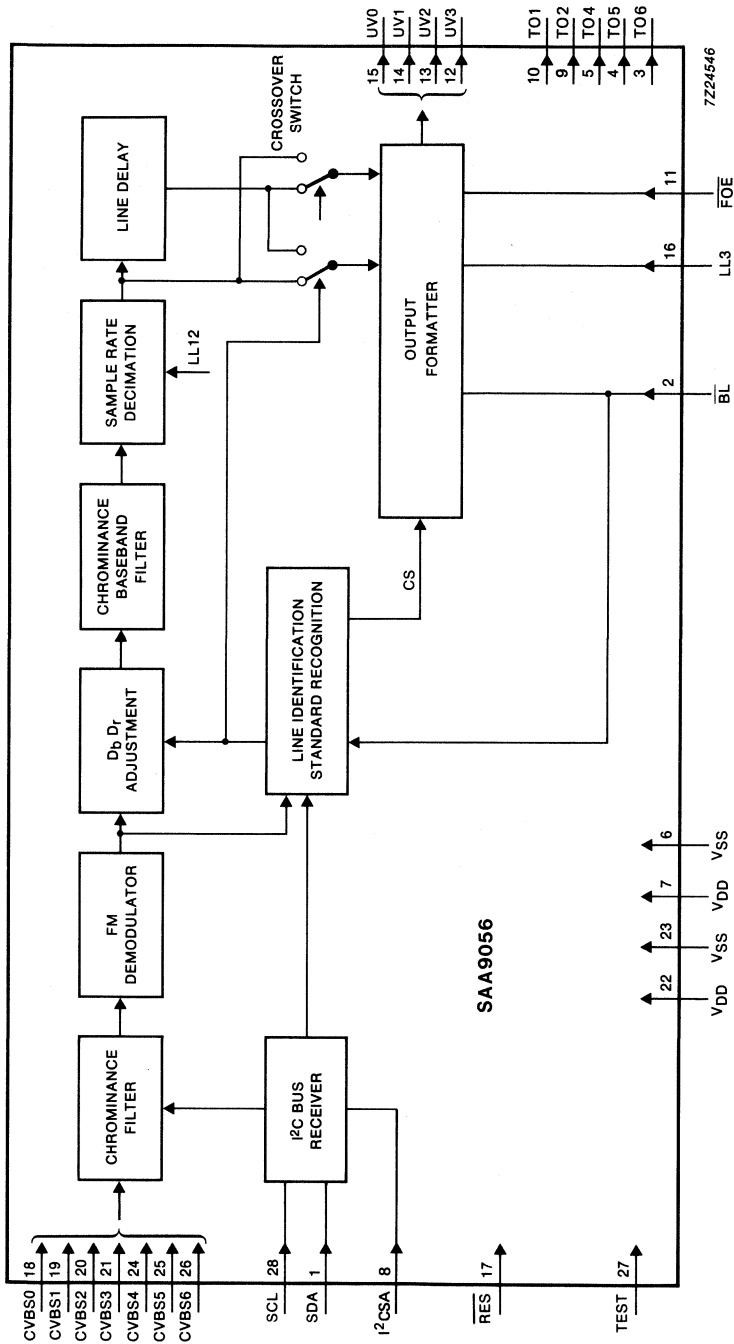 CVBS0 18
CVBS1 19
CVBS2 20
CVBS3 21
CVBS4 24
CVBS5 25
CVBS6 26
CHROMINANCE
FILTER
FM
DEMODULATOR
Db Dr
ADJUSTMENT
CHROMINANCE
BASEBAND
FILTER
SAMPLE RATE
DECIMATION
LL12
LINE DELAY
CROSSOVER
SWITCH
SCL 28
SDA 1
I²CSA 8
I²C BUS
RECEIVER
LINE IDENTIFICATION
STANDARD RECOGNITION
CS
OUTPUT
FORMATTER
15 UV0
14 UV1
13 UV2
12 UV3
10 TO1
9 TO2
5 TO4
4 TO5
3 TO6
RES 17
TEST 27
SAA9056
22
VDD
23
VSS
7
VDD
6
VSS
2
BL
16
LL3
11
FOE
7Z24546